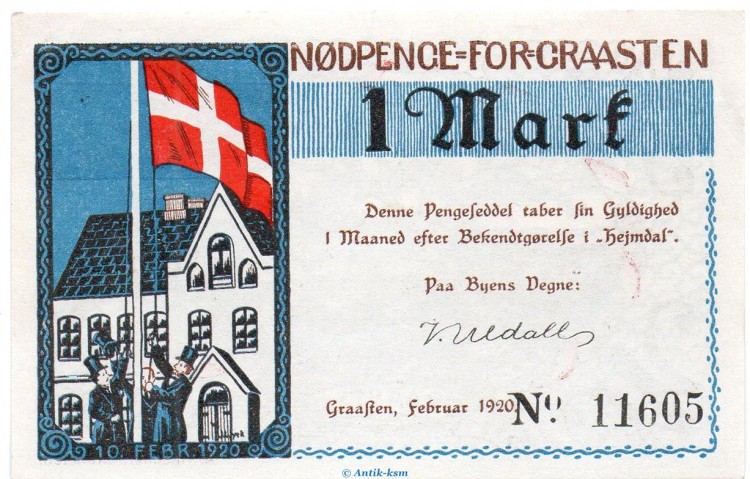 NØDPENGE=FOR=GRAASTEN
1 Mark
Denne Pengeseddel taber sin Gyldighed
1 Maaned efter Bekendtgørelse i „Hejmdal“.
Paa Byens Vegne:
Graasten, Februar 1920.
No 11605
10. FEBR. 1920
© Antik-ksm